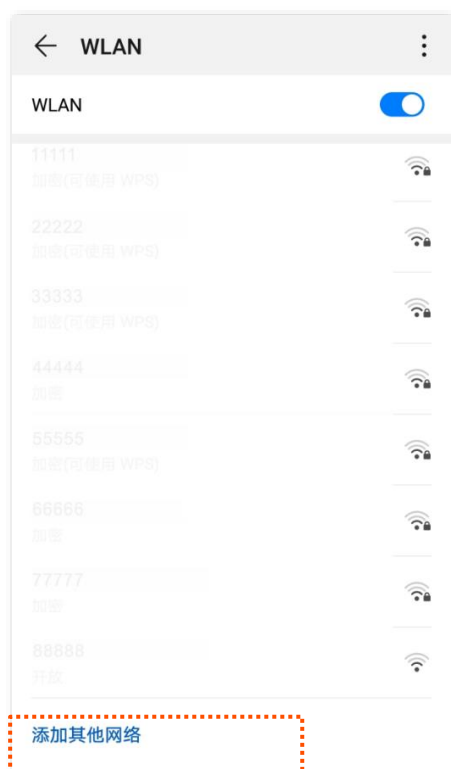 WLAN
WLAN
11111
加密(可使用 WPS)
22222
加密(可使用 WPS)
33333
加密(可使用 WPS)
44444
加密
55555
加密(可使用 WPS)
66666
加密
77777
加密
88888
开放
添加其他网络